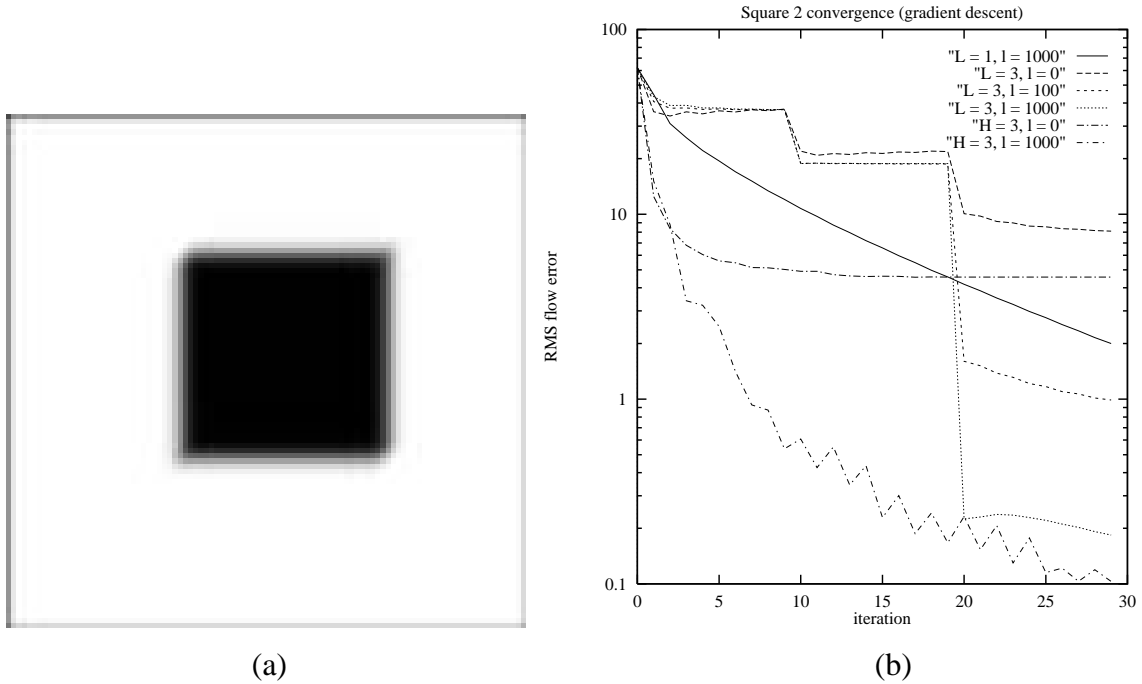 Square 2 convergence (gradient descent)
100
10
1
0.1
RMS flow error
"L = 1, l = 1000"
"L = 3, l = 0"
"L = 3, l = 100"
"L = 3, l = 1000"
"H = 3, l = 0"
"H = 3, l = 1000"
0 5 10 15 20 25 30
iteration
(a) (b)